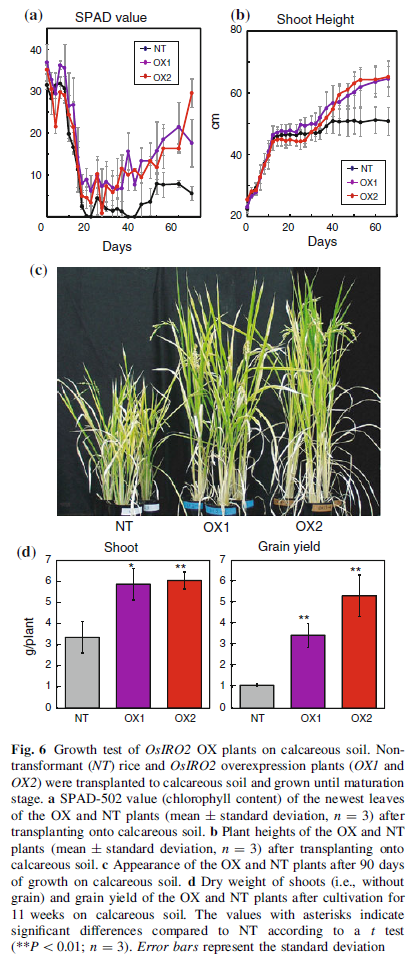 (a) SPAD value
40
30
20
10
0 20 40 60
Days
NT
OX1
OX2
(b) Shoot Height
80
60
40
20
cm
0 20 40 60
Days
NT
OX1
OX2
(c)
NT OX1 OX2
(d) Shoot
7
6
5
4
3
2
1
0
g/plant
* **
NT OX1 OX2
Grain yield
7
6
5
4
3
2
1
0
** **
NT OX1 OX2
Fig. 6 Growth test of OsIRO2 OX plants on calcareous soil. Non-
transformant (NT) rice and OsIRO2 overexpression plants (OX1 and
OX2) were transplanted to calcareous soil and grown until maturation
stage. a SPAD-502 value (chlorophyll content) of the newest leaves
of the OX and NT plants (mean ± standard deviation, n = 3) after
transplanting onto calcareous soil. b Plant heights of the OX and NT
plants (mean ± standard deviation, n = 3) after transplanting onto
calcareous soil. c Appearance of the OX and NT plants after 90 days
of growth on calcareous soil. d Dry weight of shoots (i.e., without
grain) and grain yield of the OX and NT plants after cultivation for
11 weeks on calcareous soil. The values with asterisks indicate
significant differences compared to NT according to a t test
(**P < 0.01; n = 3). Error bars represent the standard deviation